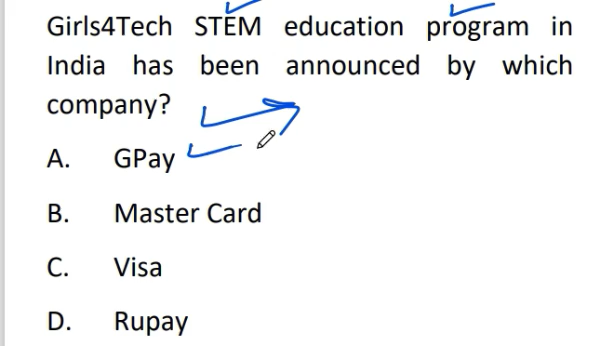 Girls4Tech STEM education program in
India has been announced by which
company?
A. GPay
B. Master Card
C. Visa
D. Rupay